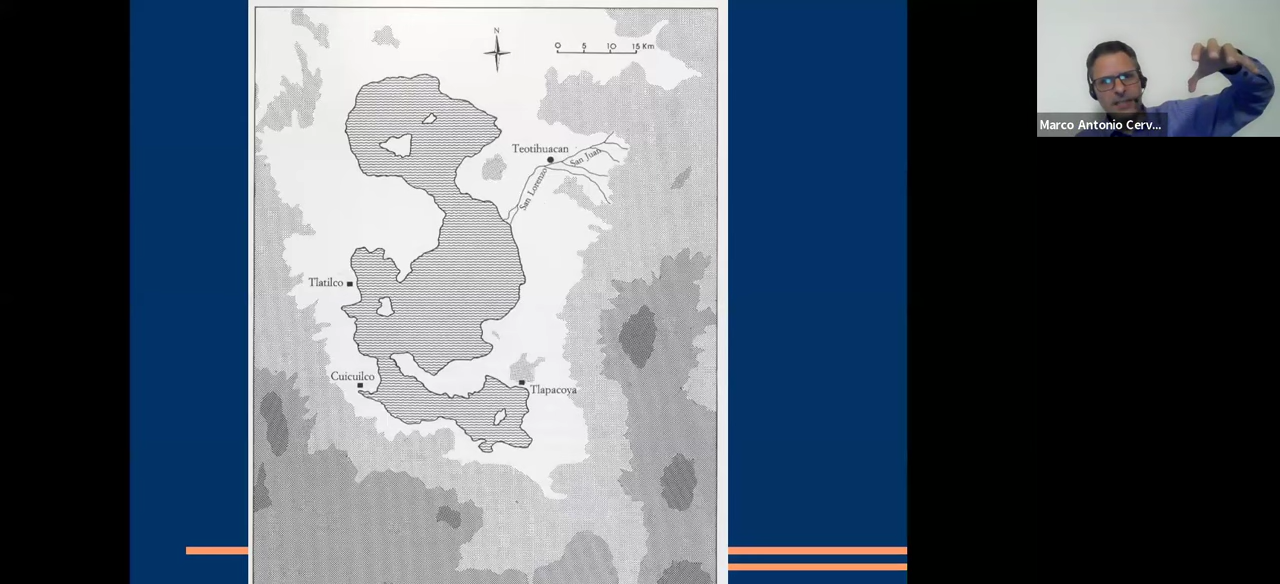 N
0 5 10 15 Km
Teotihuacan
San Juan
San Lorenzo
Tlatilco
Cuicuilco
Tlapacoya
Marco Antonio Cerv...